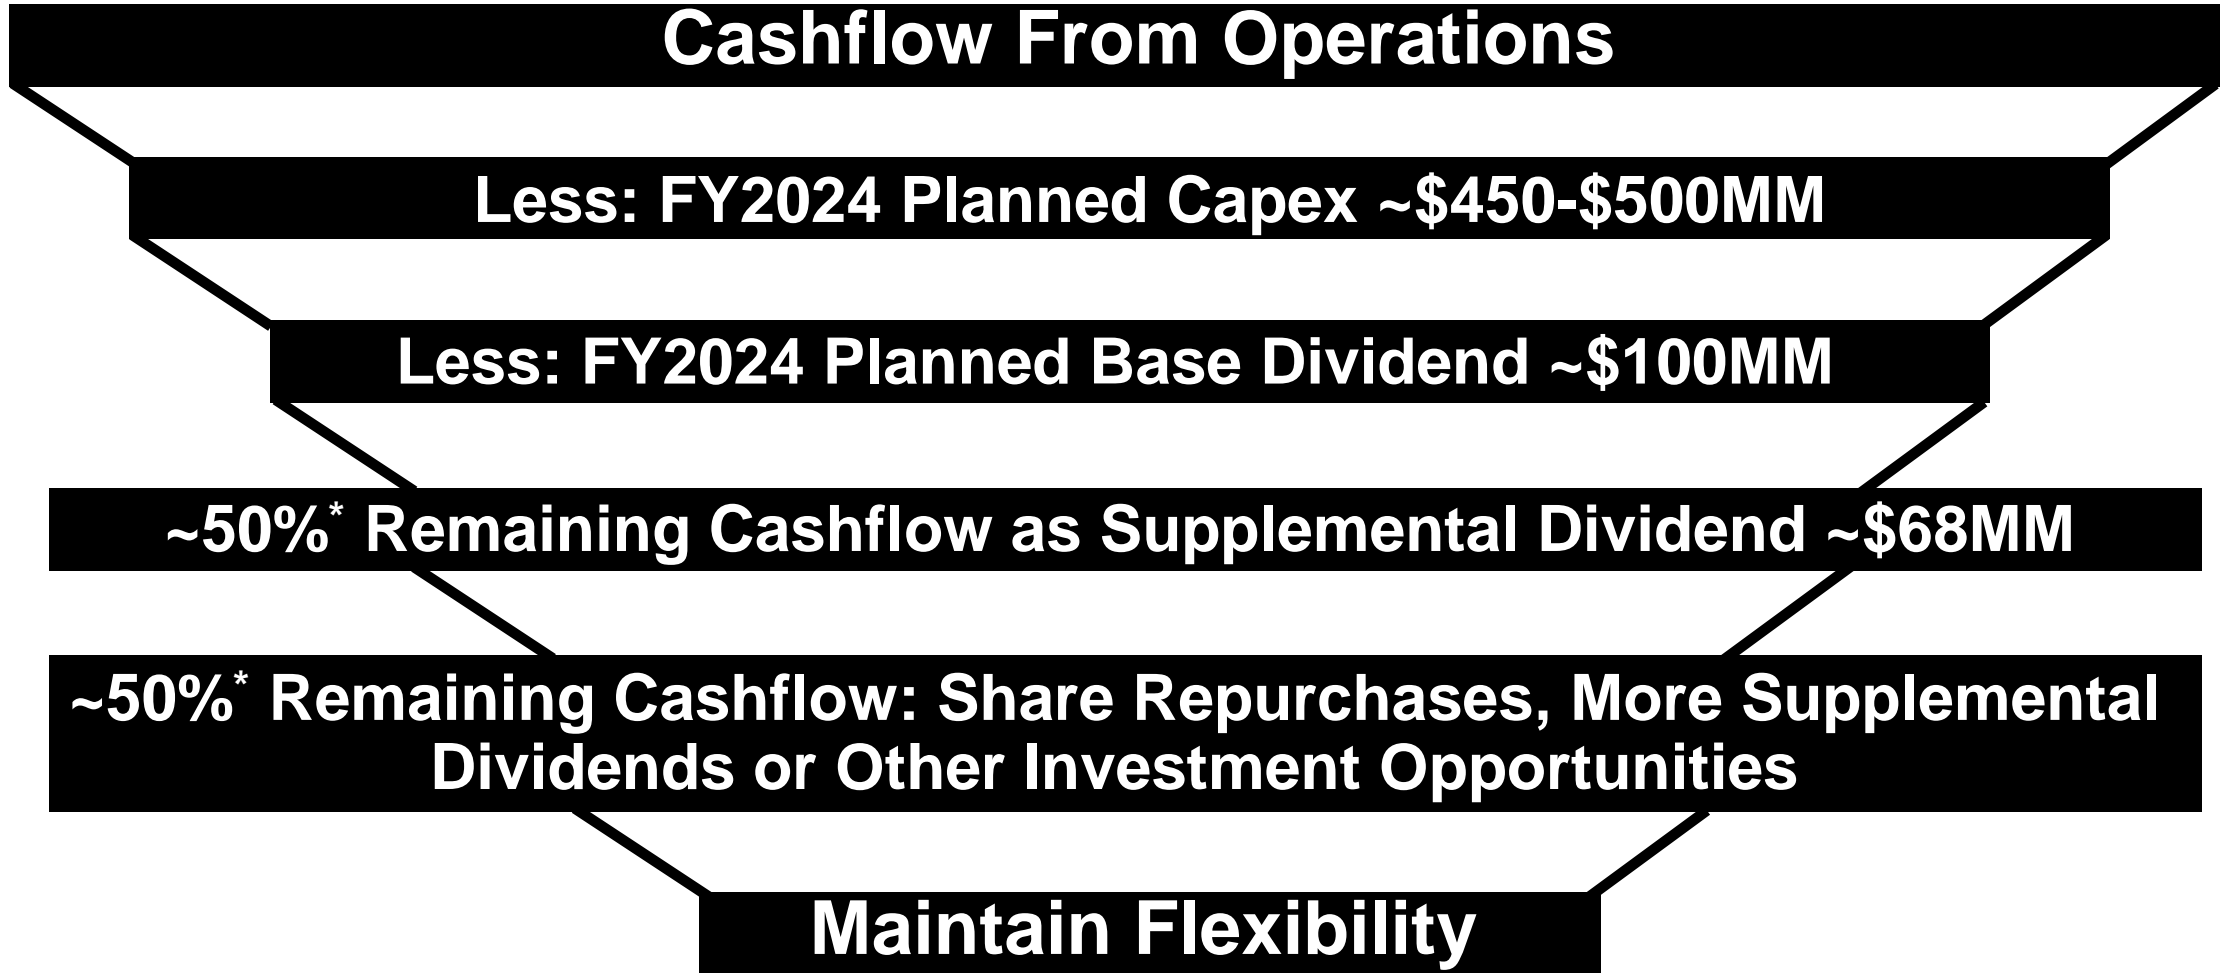 Cashflow From Operations
Less: FY2024 Planned Capex ~$450-$500MM
Less: FY2024 Planned Base Dividend ~$100MM
~50%* Remaining Cashflow as Supplemental Dividend ~$68MM
~50%* Remaining Cashflow: Share Repurchases, More Supplemental
Dividends or Other Investment Opportunities
Maintain Flexibility